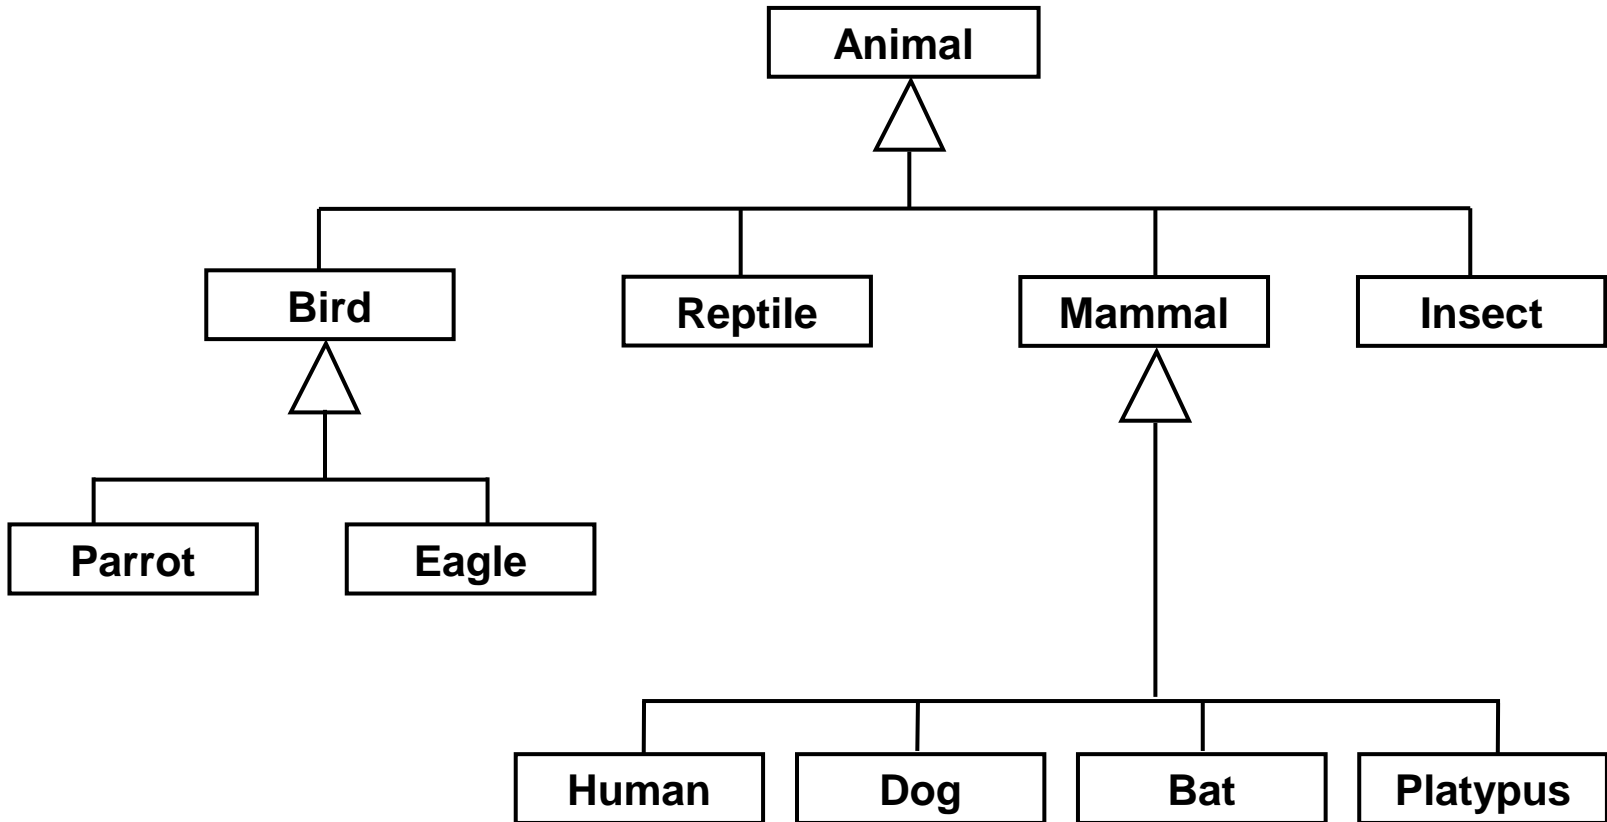 Animal
Bird
Reptile
Mammal
Insect
Parrot
Eagle
Human
Dog
Bat
Platypus